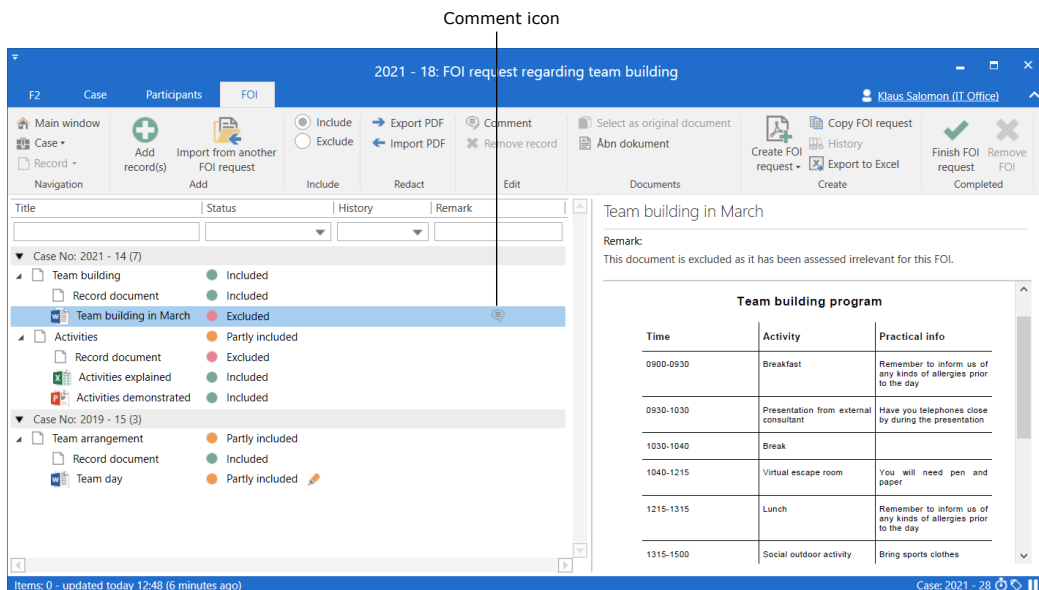 Comment icon
2021 - 18: FOI request regarding team building
F2 Case Participants FOI Klaus Salomon (IT Office)
Main window
Case
Record
Navigation
Add record(s)
Import from another FOI request
Add
Include
Exclude
Include
Export PDF
Import PDF
Redact
Comment
Remove record
Edit
Select as original document
Åbn dokument
Documents
Create FOI request
Copy FOI request
History
Export to Excel
Create
Finish FOI request
Remove FOI
Completed
Title Status History Remark
Case No: 2021 - 14 (7)
Team building Included
Record document Included
Team building in March Excluded
Activities Partly included
Record document Excluded
Activities explained Included
Activities demonstrated Included
Case No: 2019 - 15 (3)
Team arrangement Partly included
Record document Included
Team day Partly included
Team building in March
Remark:
This document is excluded as it has been assessed irrelevant for this FOI.
Team building program
Time Activity Practical info
0900-0930 Breakfast Remember to inform us of
any kinds of allergies prior
to the day
0930-1030 Presentation from external Have you telephones close
consultant by during the presentation
1030-1040 Break
1040-1215 Virtual escape room You will need pen and
paper
1215-1315 Lunch Remember to inform us of
any kinds of allergies prior
to the day
1315-1500 Social outdoor activity Bring sports clothes
Items: 0 - updated today 12:48 (6 minutes ago) Case: 2021 - 28